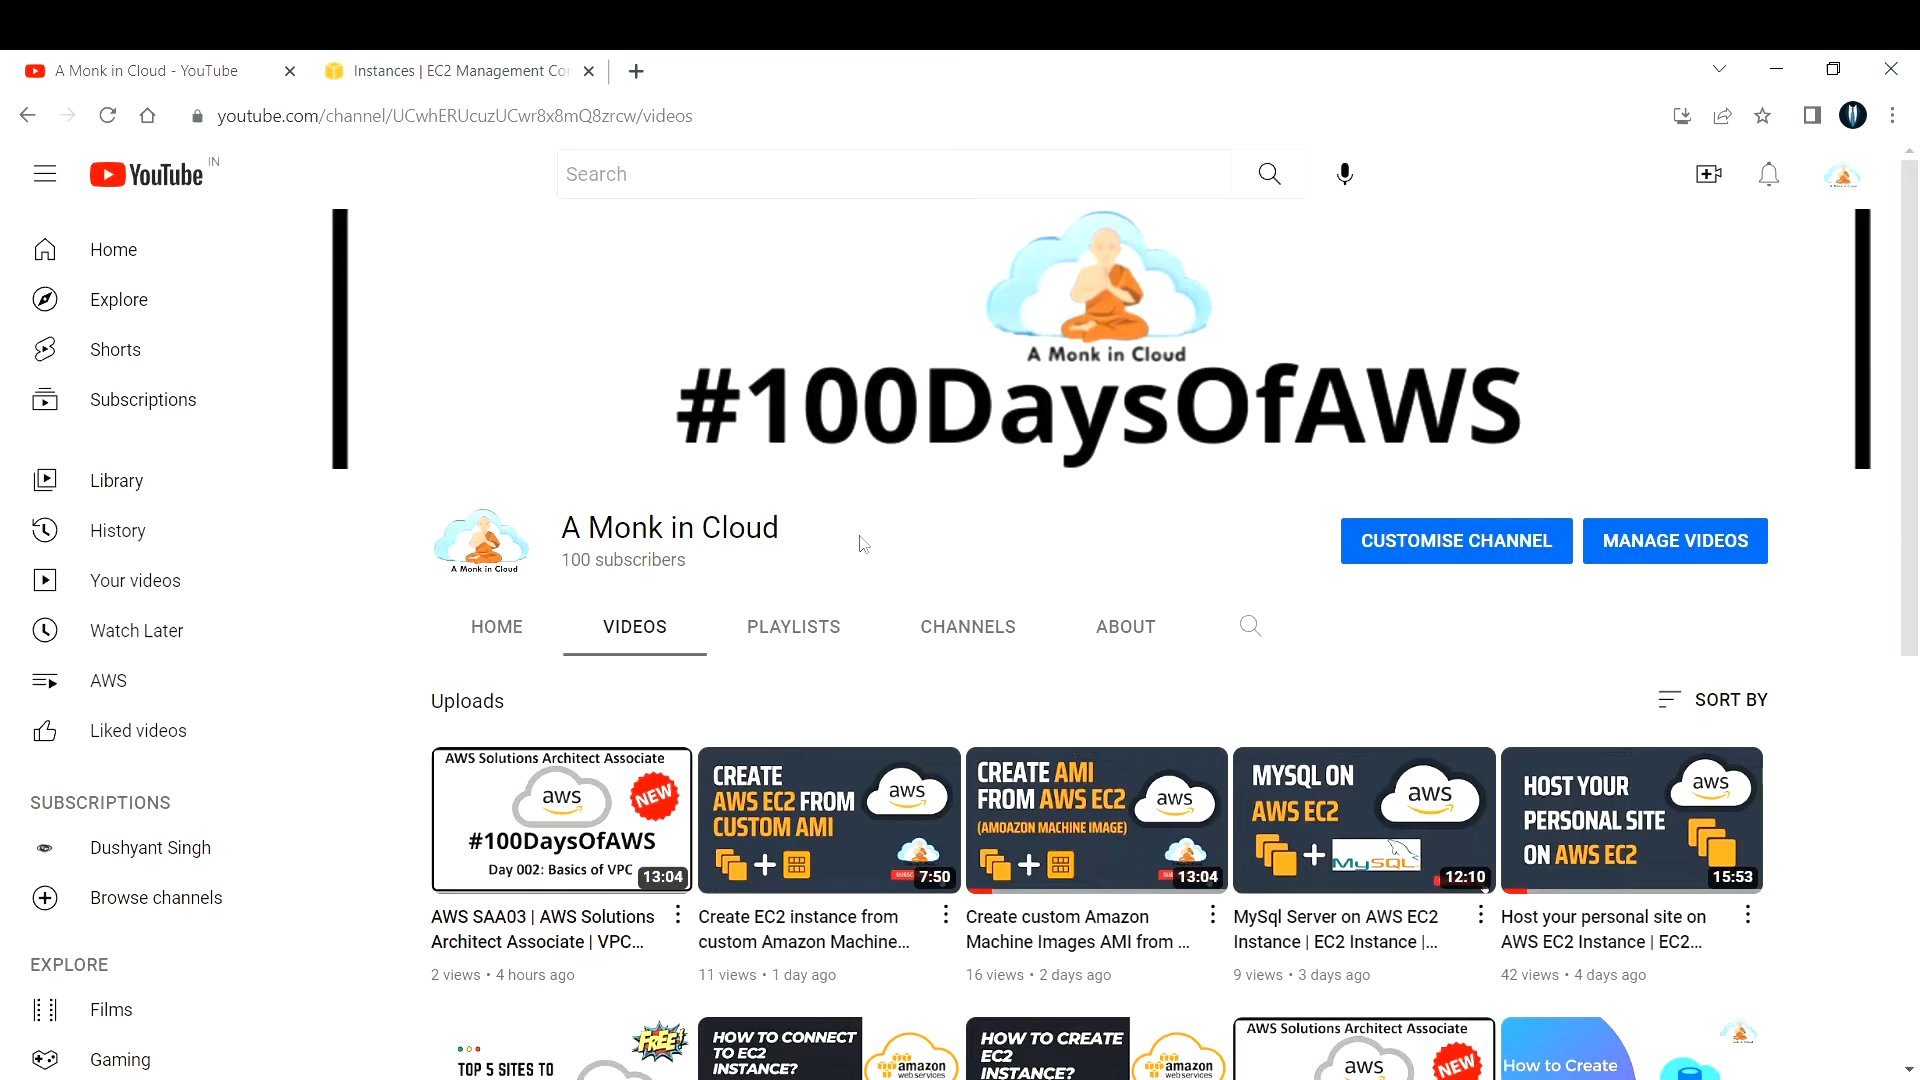 A Monk in Cloud - YouTube
Instances | EC2 Management Cor
youtube.com/channel/UCwhERUcuzUCwr8x8mQ8zrcw/videos
YouTube IN
Search
Home
Explore
Shorts
Subscriptions
Library
History
Your videos
Watch Later
AWS
Liked videos
SUBSCRIPTIONS
Dushyant Singh
Browse channels
EXPLORE
Films
Gaming
A Monk in Cloud
#100DaysOfAWS
A Monk in Cloud
A Monk in Cloud
100 subscribers
CUSTOMISE CHANNEL
MANAGE VIDEOS
HOME
VIDEOS
PLAYLISTS
CHANNELS
ABOUT
Uploads
SORT BY
AWS Solutions Architect Associate
aws
NEW
#100DaysOfAWS
Day 002: Basics of VPC
13:04
AWS SAA03 | AWS Solutions
Architect Associate | VPC...
2 views • 4 hours ago
CREATE
AWS EC2 FROM
CUSTOM AMI
aws
+
7:50
Create EC2 instance from
custom Amazon Machine...
11 views • 1 day ago
CREATE AMI
FROM AWS EC2
(AMOAZON MACHINE IMAGE)
aws
+
13:04
Create custom Amazon
Machine Images AMI from ...
16 views • 2 days ago
MYSQL ON
AWS EC2
aws
+
MySQL
12:10
MySql Server on AWS EC2
Instance | EC2 Instance |...
9 views • 3 days ago
HOST YOUR
PERSONAL SITE
ON AWS EC2
aws
15:53
Host your personal site on
AWS EC2 Instance | EC2...
42 views • 4 days ago
FREE!
TOP 5 SITES TO
HOW TO CONNECT
TO EC2
INSTANCE?
amazon
web services
HOW TO CREATE
EC2
INSTANCE?
amazon
web services
AWS Solutions Architect Associate
aws
NEW
How to Create